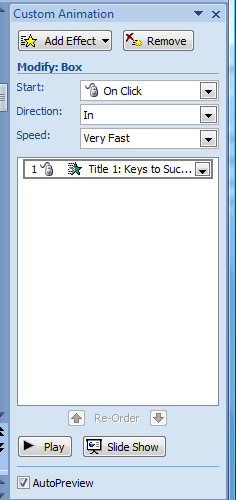 Custom Animation
Add Effect Remove
Modify: Box
Start: On Click
Direction: In
Speed: Very Fast
1 Title 1: Keys to Suc...
Re-Order
Play Slide Show
AutoPreview